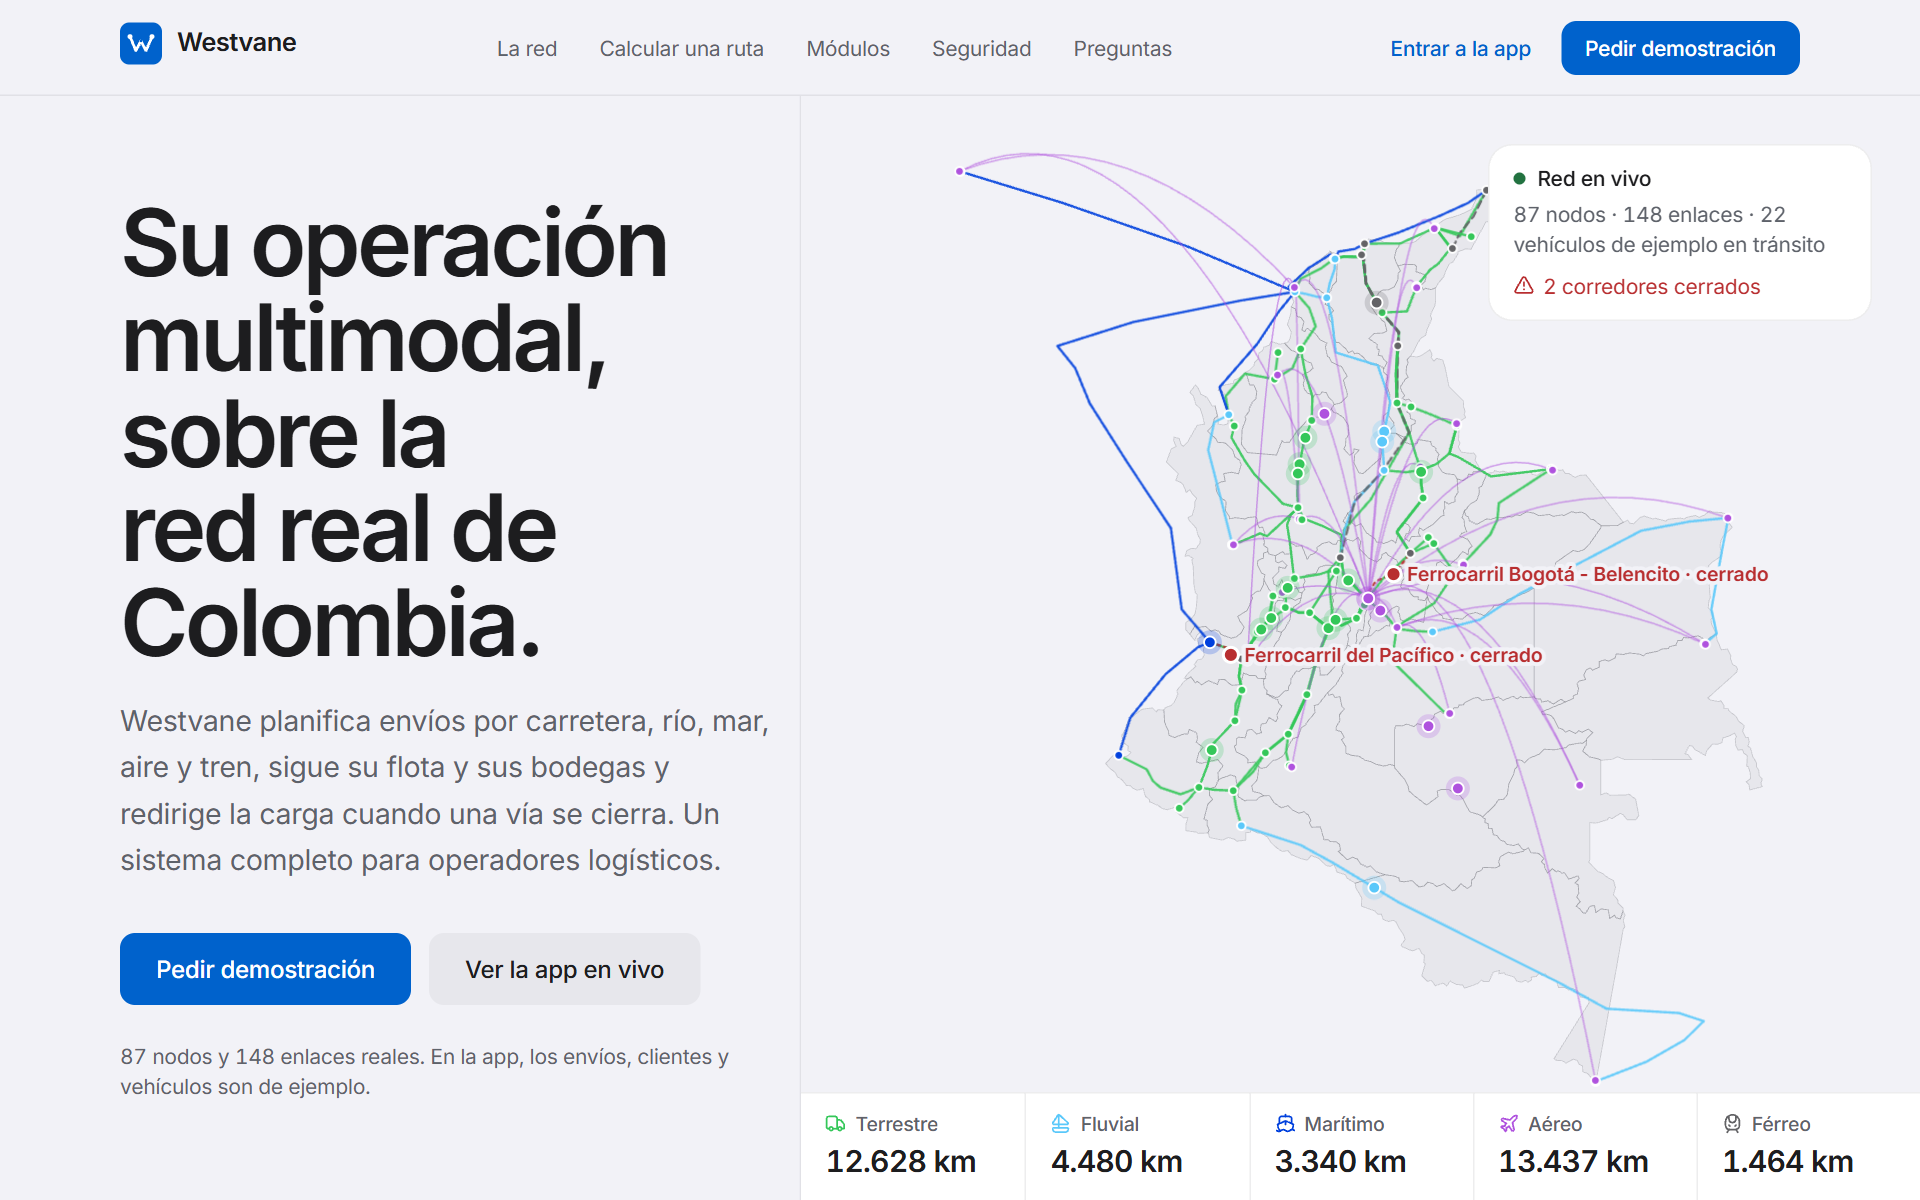 Westvane
La red
Calcular una ruta
Módulos
Seguridad
Preguntas
Entrar a la app
Pedir demostración
Su operación
multimodal,
sobre la
red real de
Colombia.
Westvane planifica envíos por carretera, río, mar,
aire y tren, sigue su flota y sus bodegas y
redirige la carga cuando una vía se cierra. Un
sistema completo para operadores logísticos.
Pedir demostración
Ver la app en vivo
87 nodos y 148 enlaces reales. En la app, los envíos, clientes y
vehículos son de ejemplo.
Red en vivo
87 nodos · 148 enlaces · 22
vehículos de ejemplo en tránsito
2 corredores cerrados
Ferrocarril Bogotá - Belencito · cerrado
Ferrocarril del Pacífico · cerrado
Terrestre
12.628 km
Fluvial
4.480 km
Marítimo
3.340 km
Aéreo
13.437 km
Férreo
1.464 km